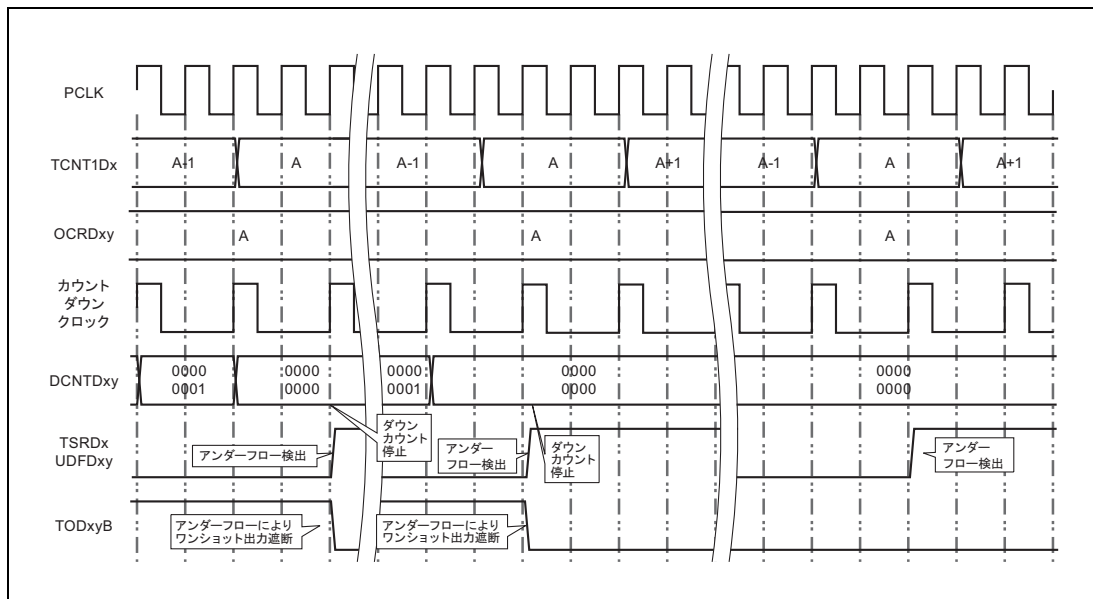 PCLK
TCNT1Dx
A-1
A
A-1
A
A+1
A-1
A
A+1
OCRDxy
A
A
A
カウント
ダウン
クロック
DCNTDxy
0000
0001
0000
0000
0000
0001
0000
0000
0000
0000
ダウン
カウント
停止
ダウン
カウント
停止
TSRDx
UDFDxy
アンダーフロー検出
アンダー
フロー検出
アンダー
フロー検出
TODxyB
アンダーフローにより
ワンショット出力遮断
アンダーフローにより
ワンショット出力遮断